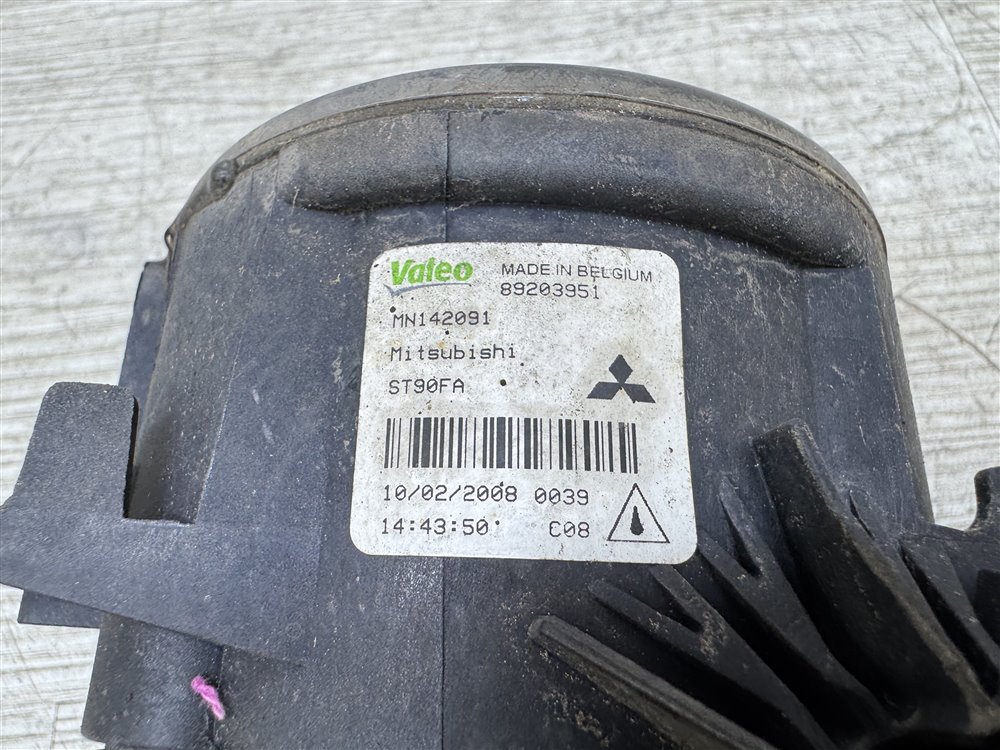 Valeo MADE IN BELGIUM
89203951
MN142091
Mitsubishi
ST90FA
10/02/2008 0039
14:43:50 C08